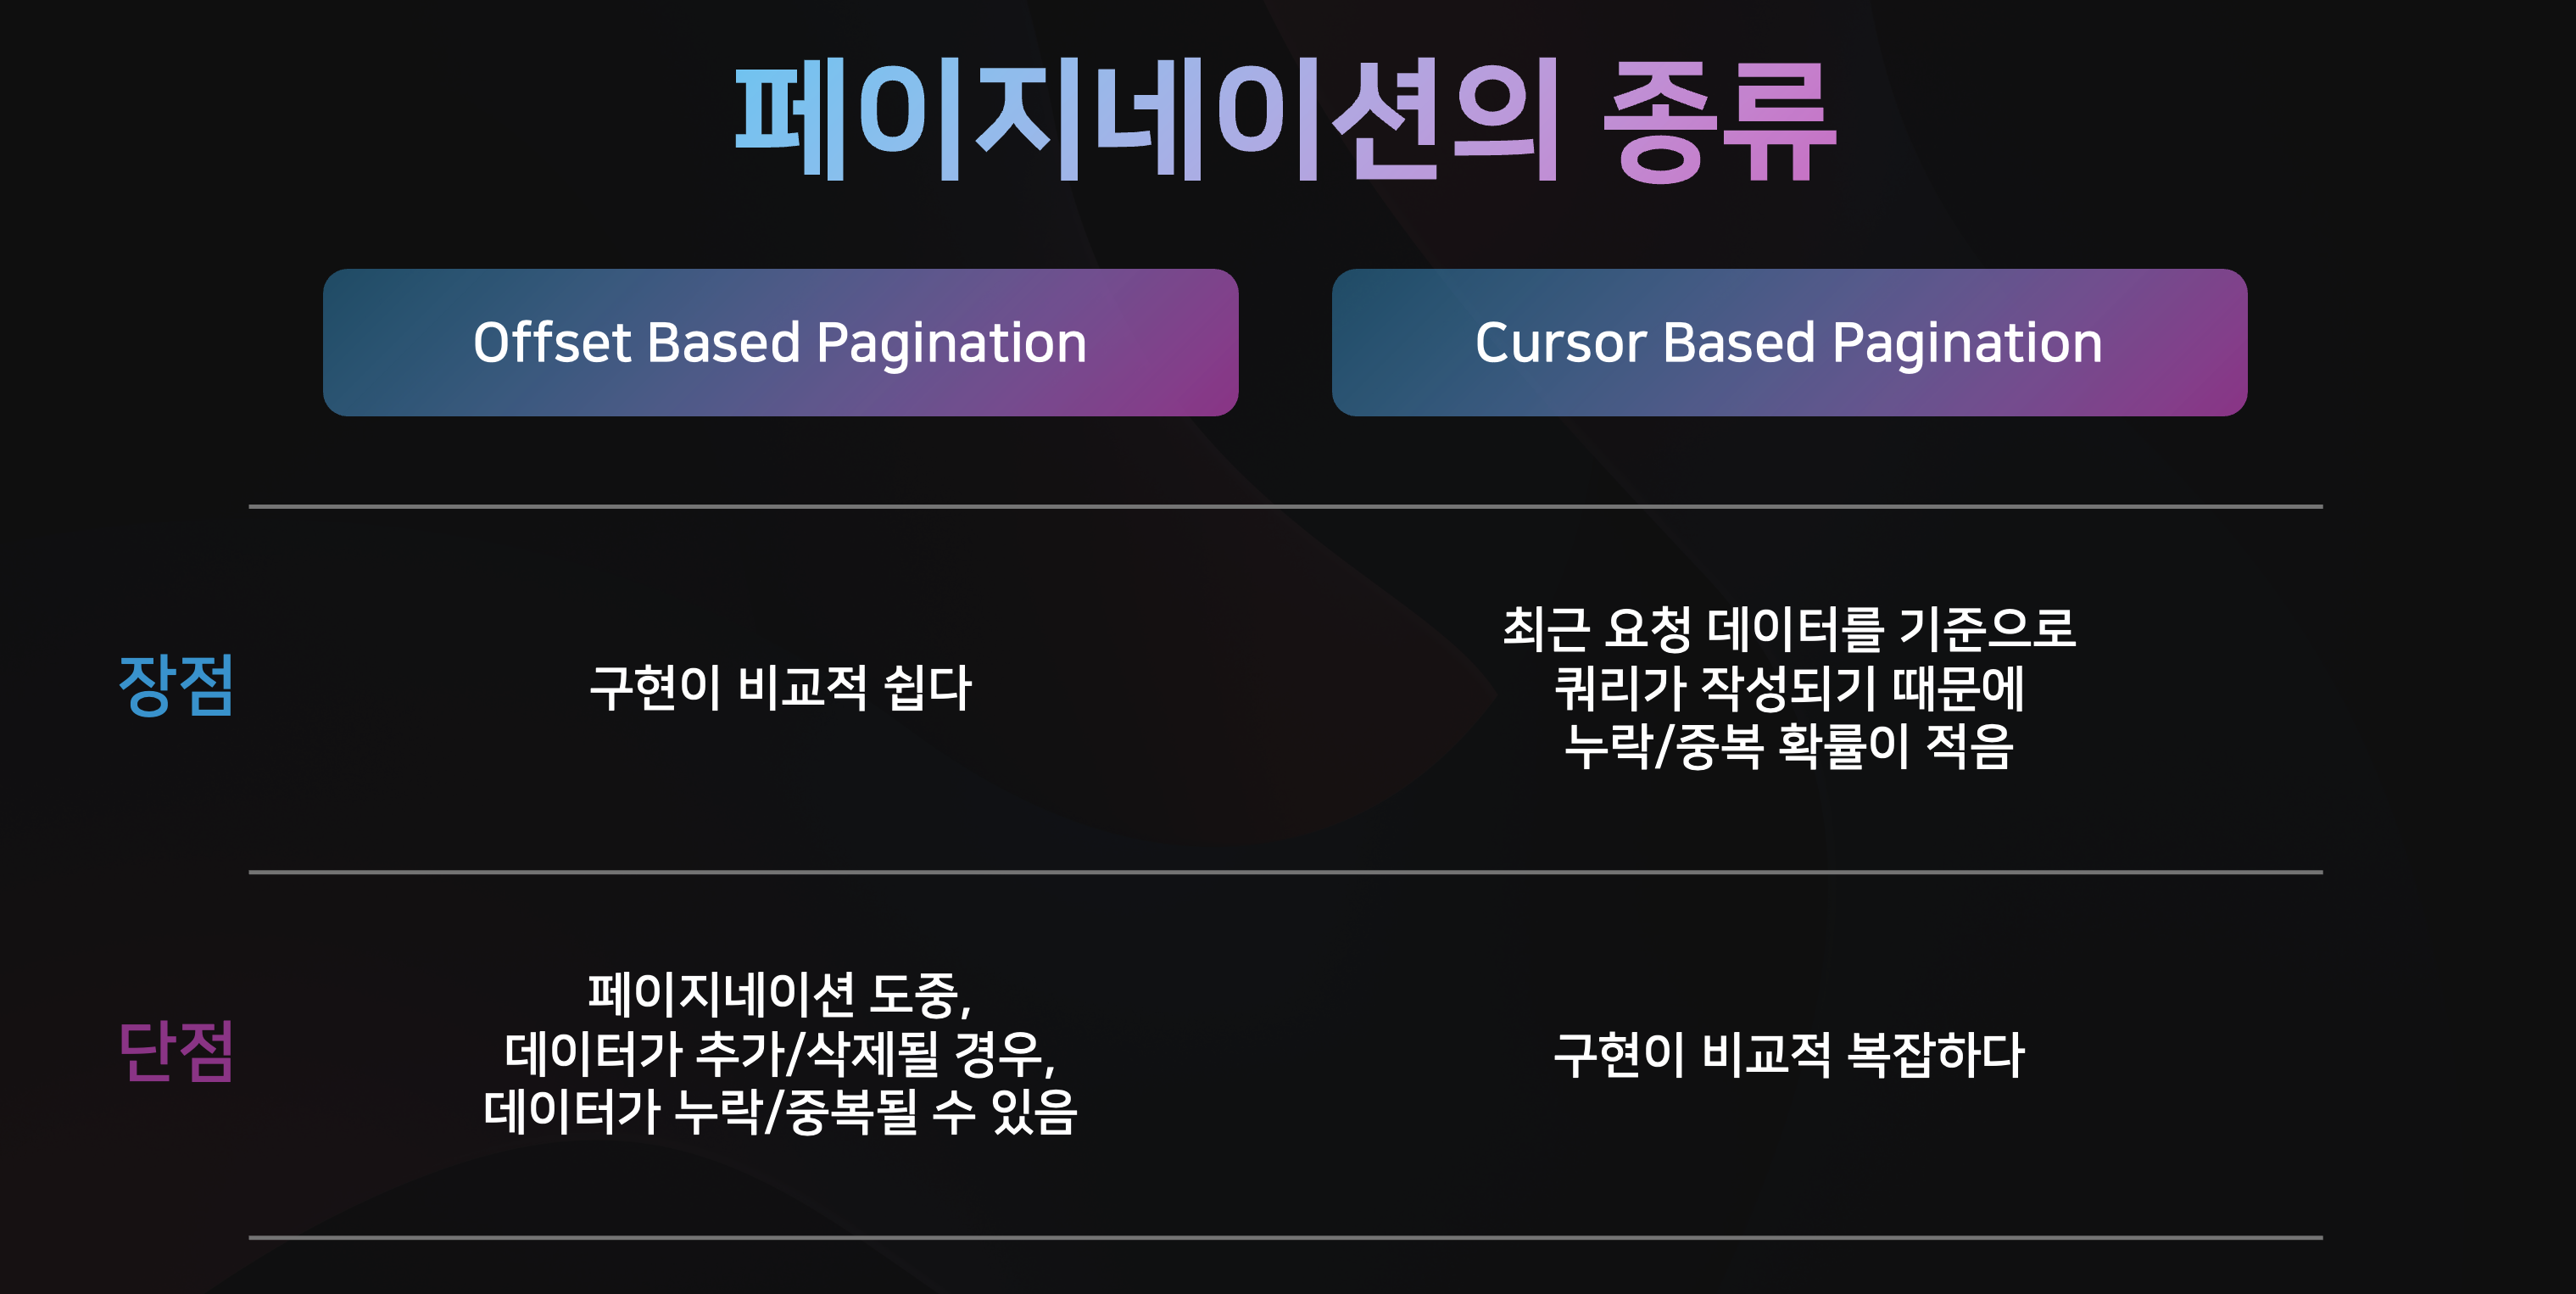 페이지네이션의 종류
Offset Based Pagination
Cursor Based Pagination
장점
구현이 비교적 쉽다
최근 요청 데이터를 기준으로
쿼리가 작성되기 때문에
누락/중복 확률이 적음
단점
페이지네이션 도중,
데이터가 추가/삭제될 경우,
데이터가 누락/중복될 수 있음
구현이 비교적 복잡하다